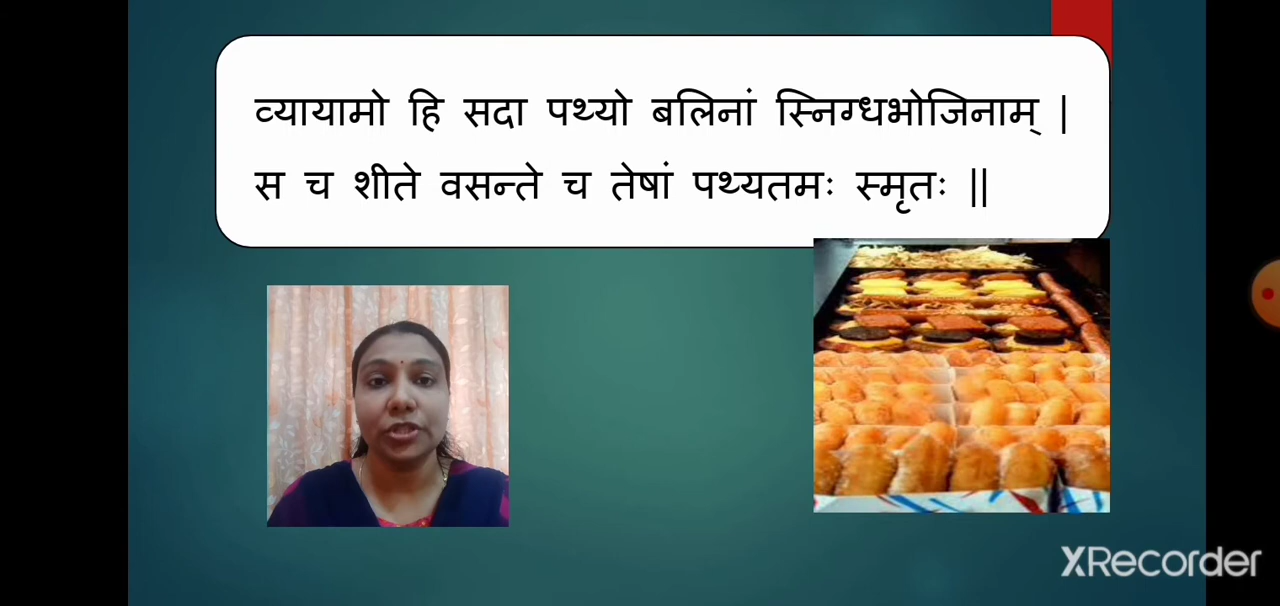 व्यायामो हि सदा पथ्यो बलिनां स्निग्धभोजिनाम् |
स च शीते वसन्ते च तेषां पथ्यतमः स्मृतः ||
XRecorder